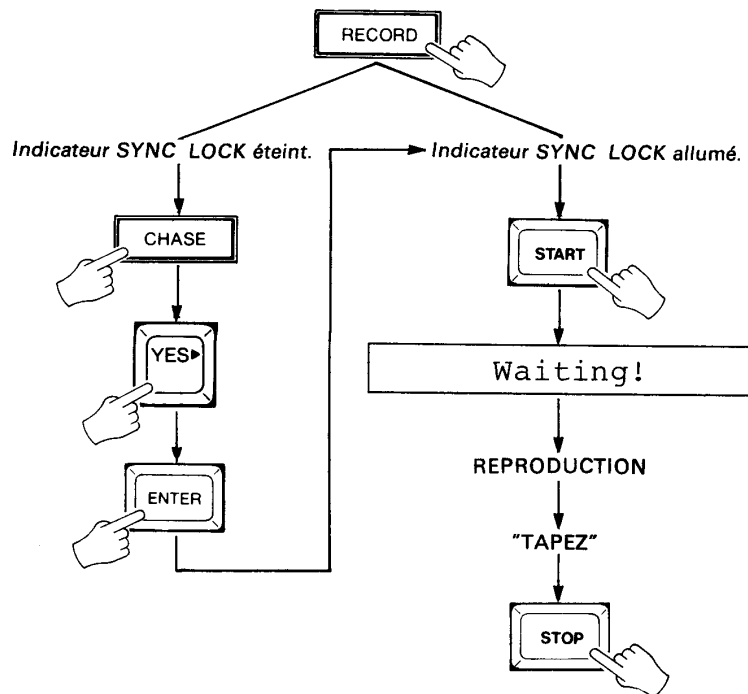 RECORD
Indicateur SYNC LOCK éteint.
Indicateur SYNC LOCK allumé.
CHASE
YES▶
ENTER
START
Waiting!
REPRODUCTION
"TAPEZ"
STOP